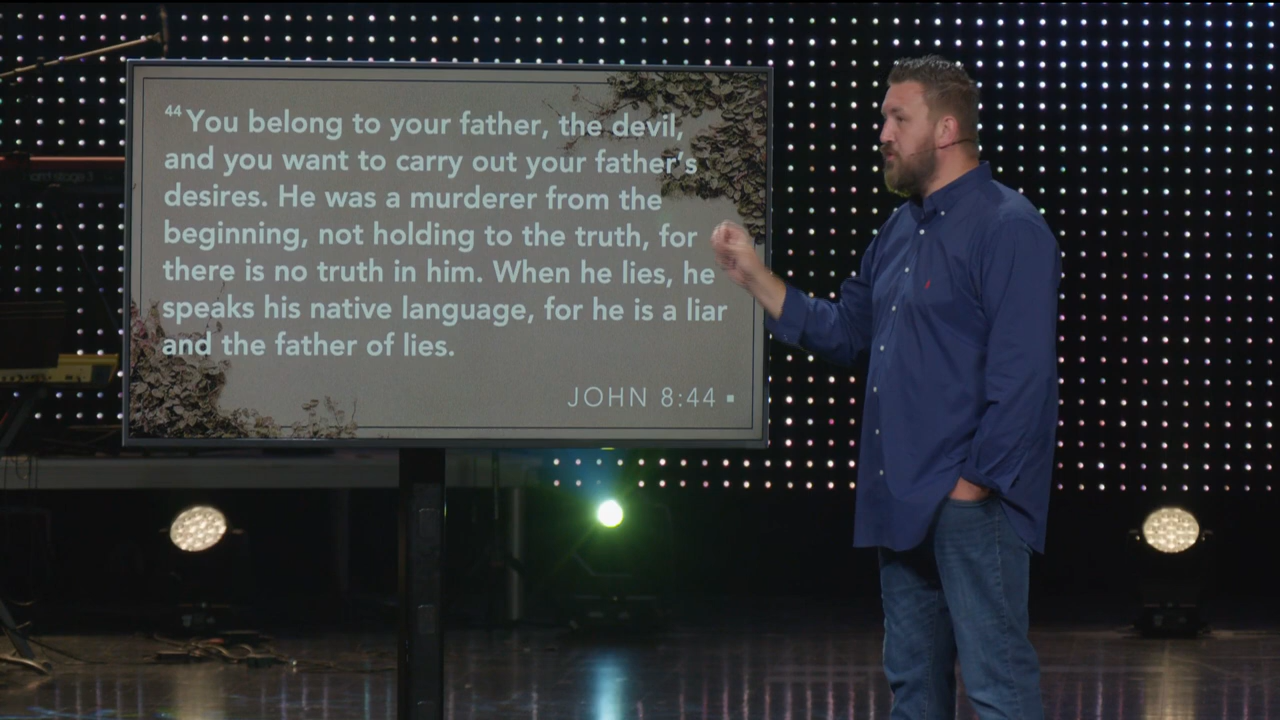 44 You belong to your father, the devil,
and you want to carry out your father's
desires. He was a murderer from the
beginning, not holding to the truth, for
there is no truth in him. When he lies, he
speaks his native language, for he is a liar
and the father of lies.
JOHN 8:44